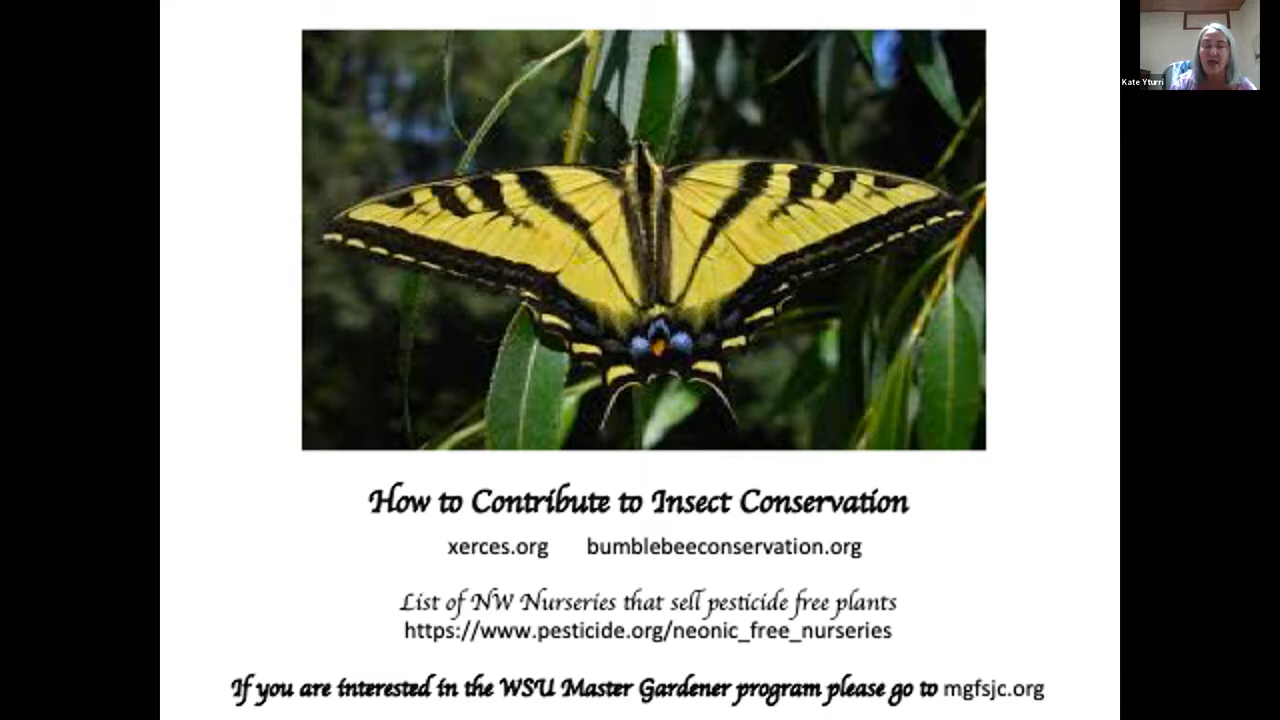 Kate Yturri
How to Contribute to Insect Conservation
xerces.org bumblebeeconservation.org
List of NW Nurseries that sell pesticide free plants
https://www.pesticide.org/neonic_free_nurseries
If you are interested in the WSU Master Gardener program please go to mgfsjc.org